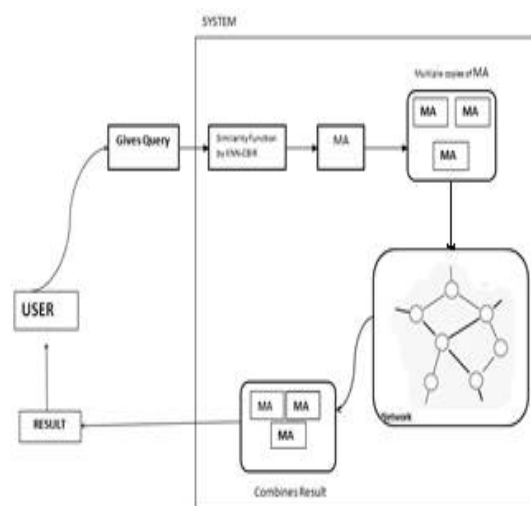 SYSTEM
Multiple copies of MA
MA MA
MA
Gives Query
Similarity Function
by KNN-CBIR
MA
USER
Network
MA MA
MA
RESULT
Combines Result